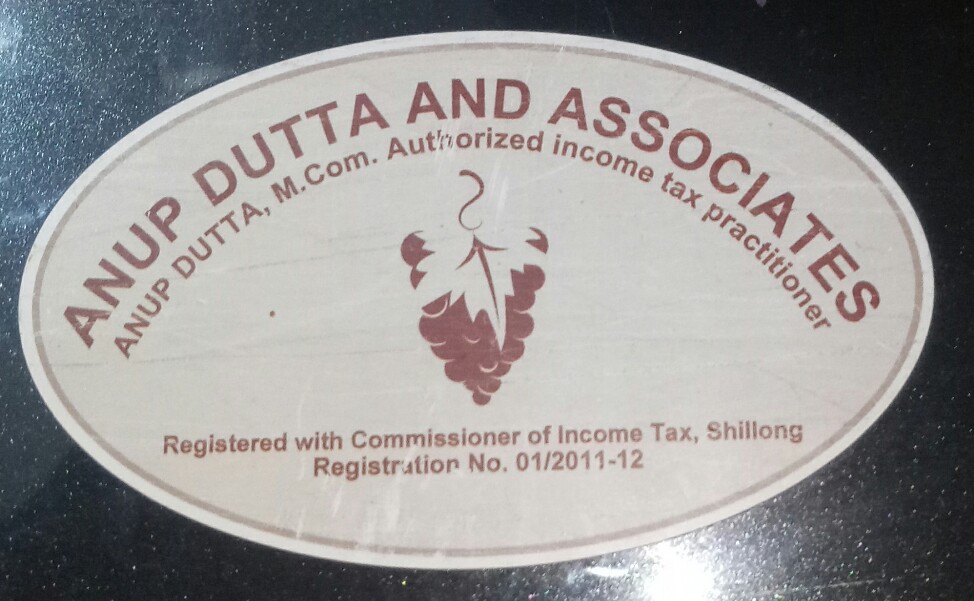 ANUP DUTTA AND ASSOCIATES
ANUP DUTTA, M.Com. Authorized income tax practitioner
Registered with Commissioner of Income Tax, Shillong
Registration No. 01/2011-12